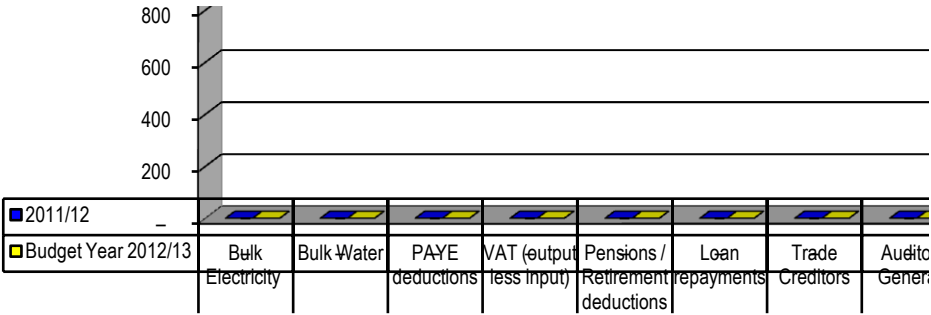 800
600
400
200
–
2011/12
Budget Year 2012/13
Bulk Electricity
Bulk Water
PAYE deductions
VAT (output less input)
Pensions / Retirement deductions
Loan repayments
Trade Creditors